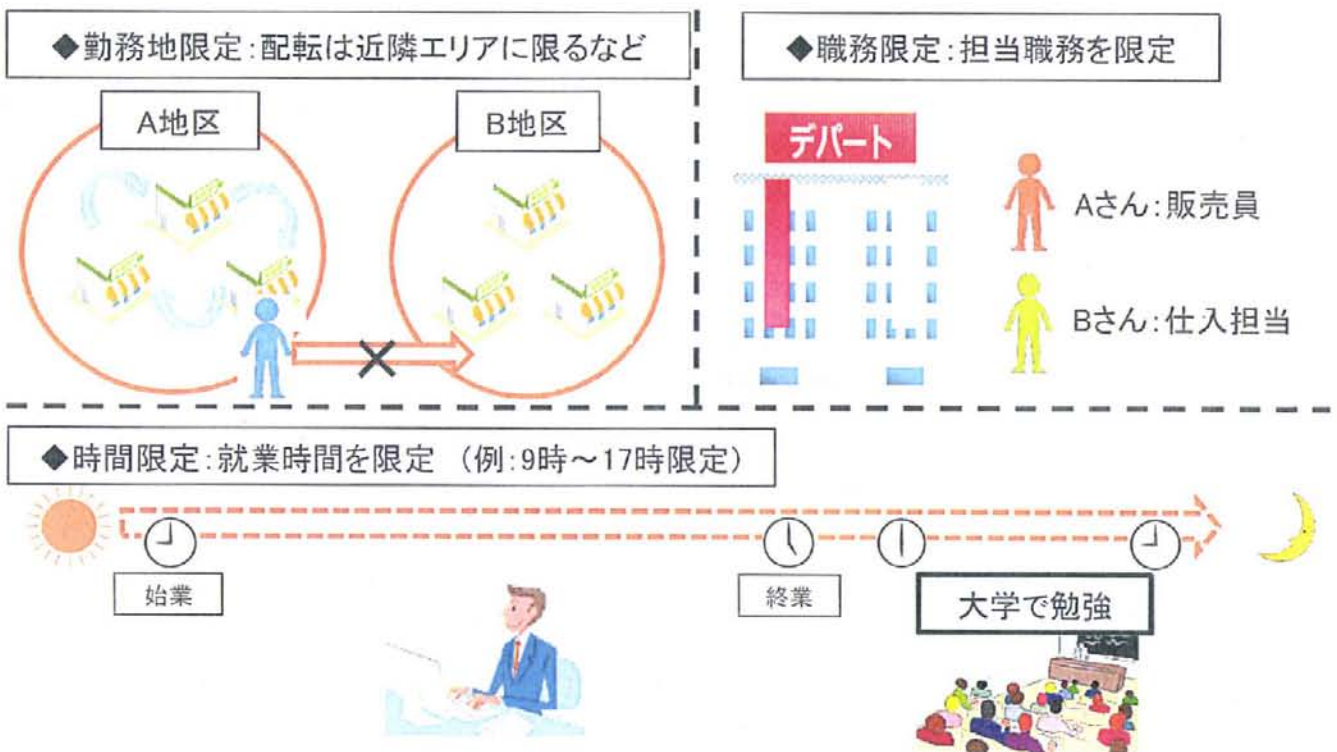 ◆勤務地限定:配転は近隣エリアに限るなど
A地区
B地区
◆職務限定:担当職務を限定
デパート
Aさん:販売員
Bさん:仕入担当
◆時間限定:就業時間を限定 (例:9時～17時限定)
始業
終業
大学で勉強